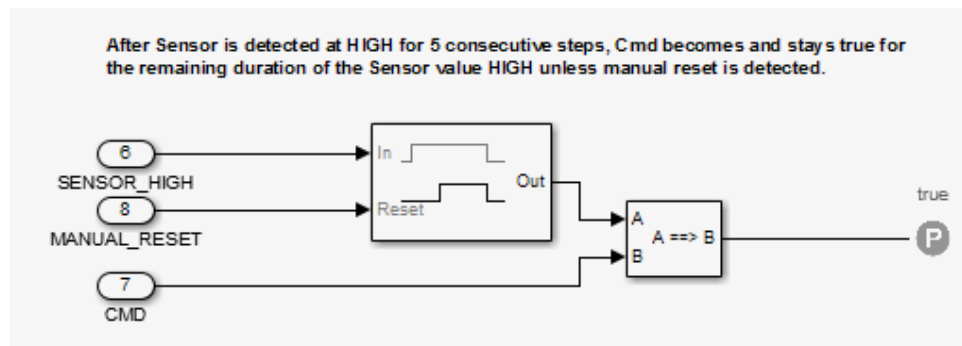 After Sensor is detected at HIGH for 5 consecutive steps, Cmd becomes and stays true for
the remaining duration of the Sensor value HIGH unless manual reset is detected.
6
SENSOR_HIGH
8
MANUAL_RESET
7
CMD
In
Reset
Out
A
A ==> B
B
true
P